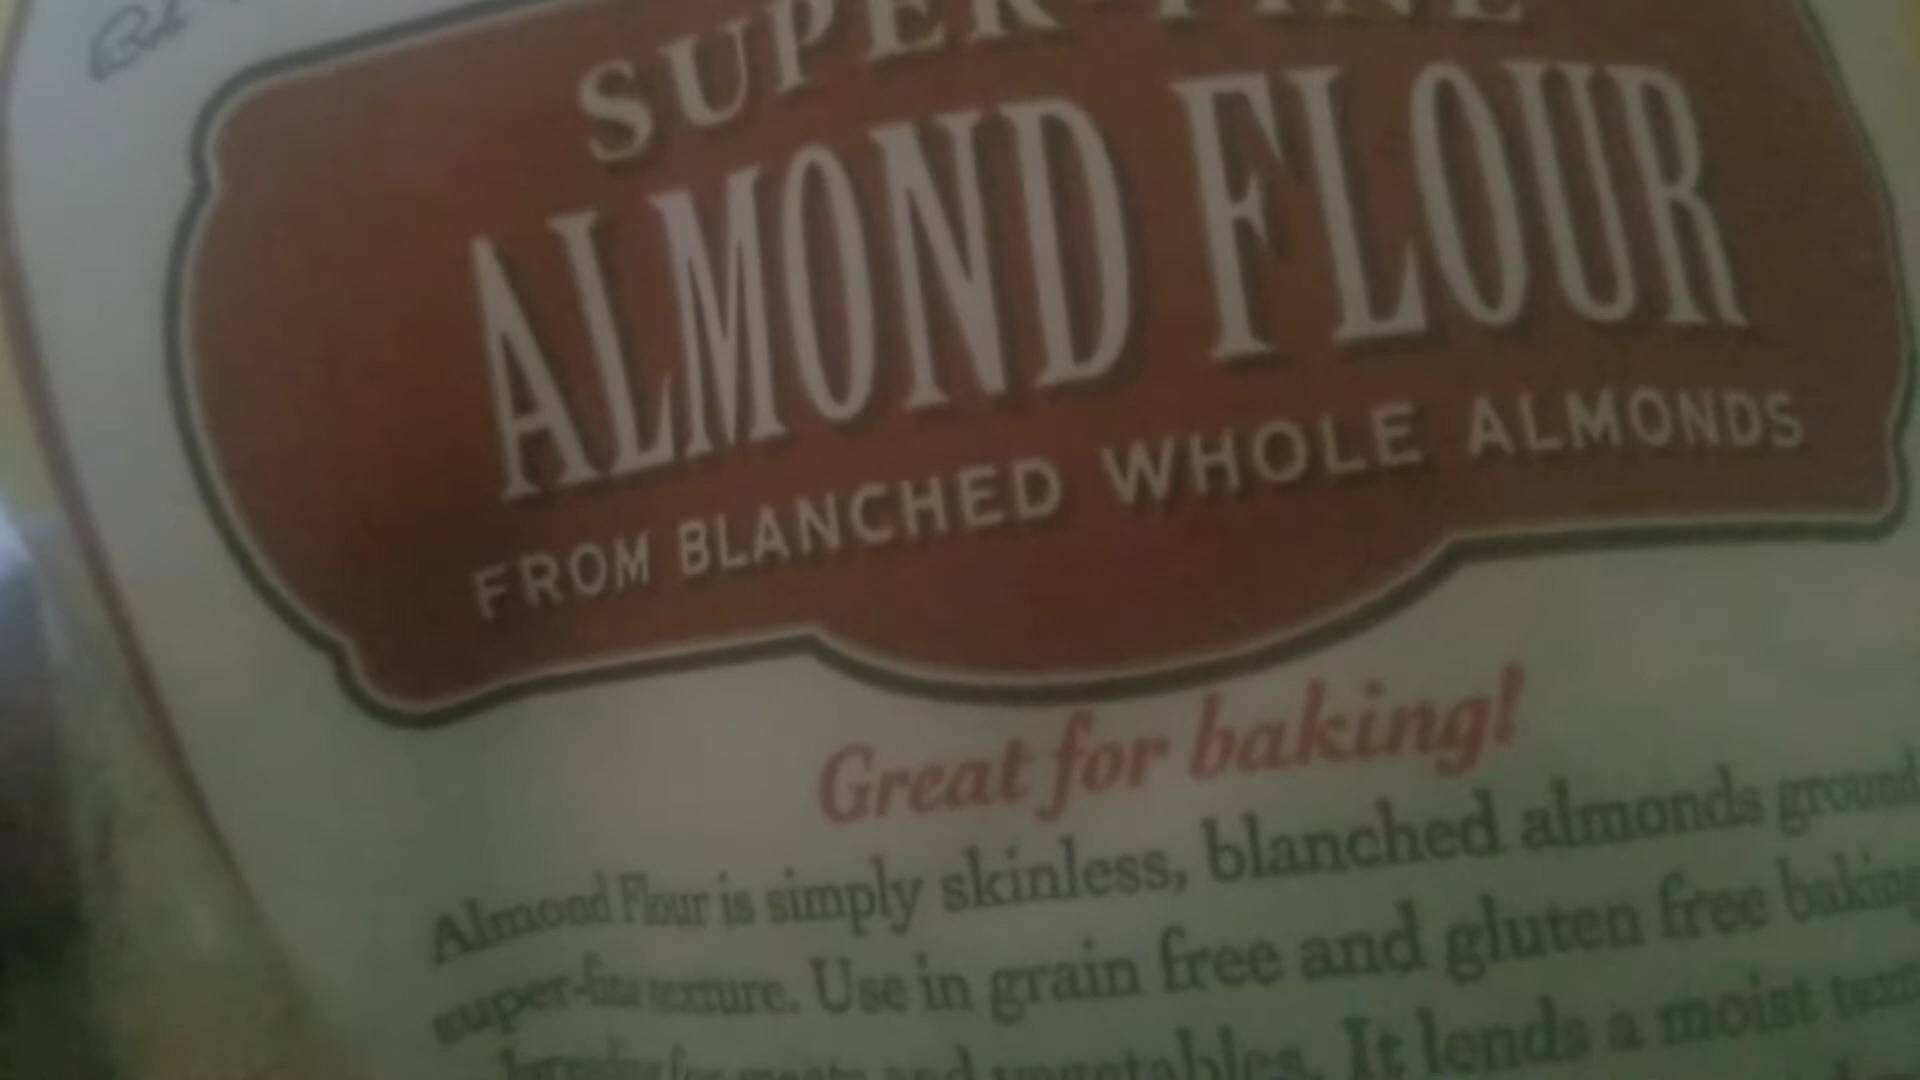 SUPER-FINE
ALMOND FLOUR
FROM BLANCHED WHOLE ALMONDS
Great for baking!
Almond Flour is simply skinless, blanched almonds ground
super-fine texture. Use in grain free and gluten free baking
for meats and vegetables. It lends a moist